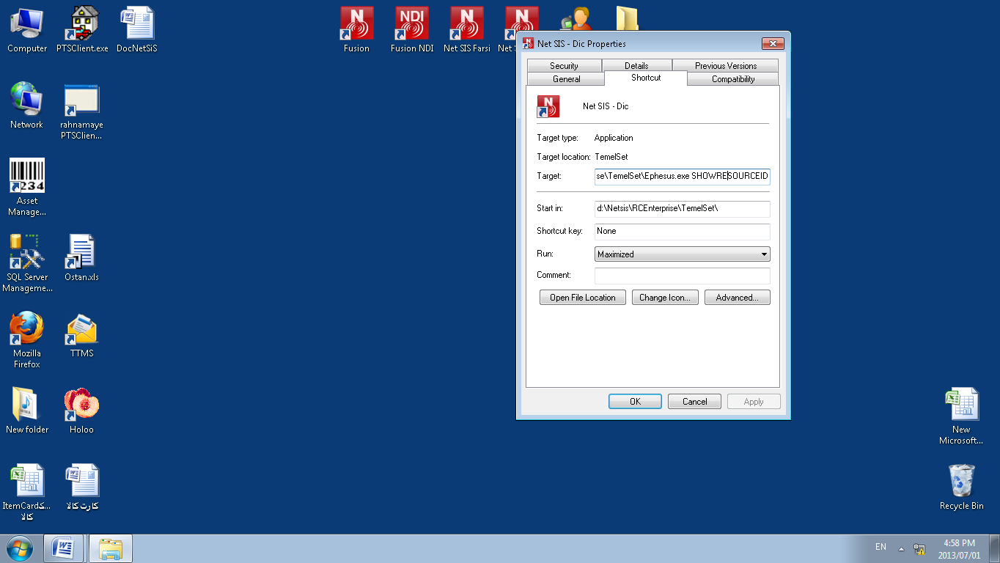 Computer
PTSClient.exe
DocNetSiS
Fusion
Fusion NDI
Net SIS Farsi
Net S
Network
rahnamaye
PTSClien...
Asset
Manage...
SQL Server
Manageme...
Ostan.xls
Mozilla
Firefox
TTMS
New folder
Holoo
ItemCardک...
کالا
کارت کالا
New
Microsoft...
Recycle Bin
Net SIS - Dic Properties
Security
Details
Previous Versions
General
Shortcut
Compatibility
Net SIS - Dic
Target type: Application
Target location: TemelSet
Target: se\TemelSet\Ephesus.exe SHOWRESOURCEID
Start in: d:\Netsis\RCEnterprise\TemelSet\
Shortcut key: None
Run: Maximized
Comment:
Open File Location
Change Icon...
Advanced...
OK
Cancel
Apply
EN
4:58 PM
2013/07/01